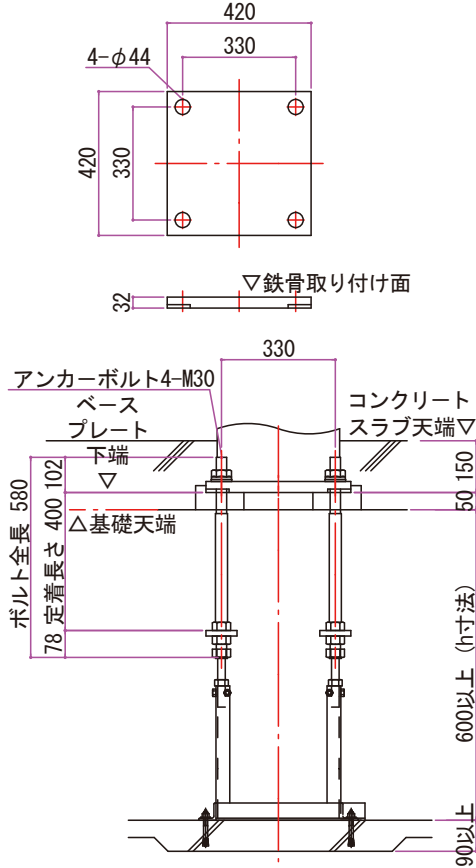 420
330
4-φ44
420
330
▽鉄骨取り付け面
32
330
アンカーボルト4-M30
ベース
プレート
下端
▽
コンクリート
スラブ天端▽
△基礎天端
ボルト全長 580
102
定着長さ 400
78
150
50
600以上 (h寸法)
90以上